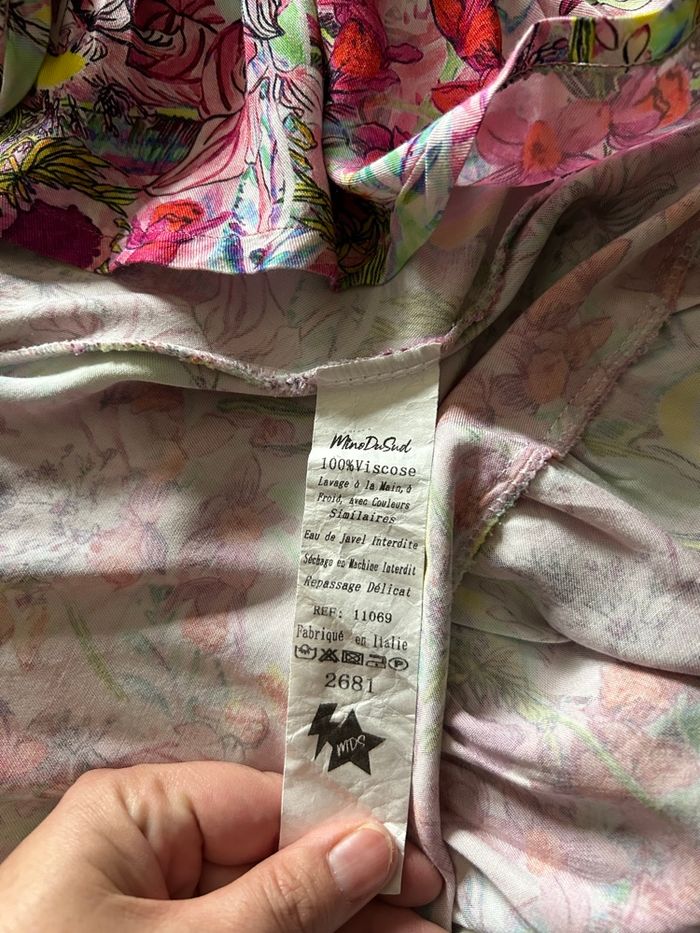 MinoDuSud
100%Viscose
Lavage à la Main, à
Froid, avec Couleurs
Similaires
Eau de Javel Interdite
Séchage en Machine Interdit
Repassage Délicat
REF: 11069
Fabriqué en Italie
2681
MDS